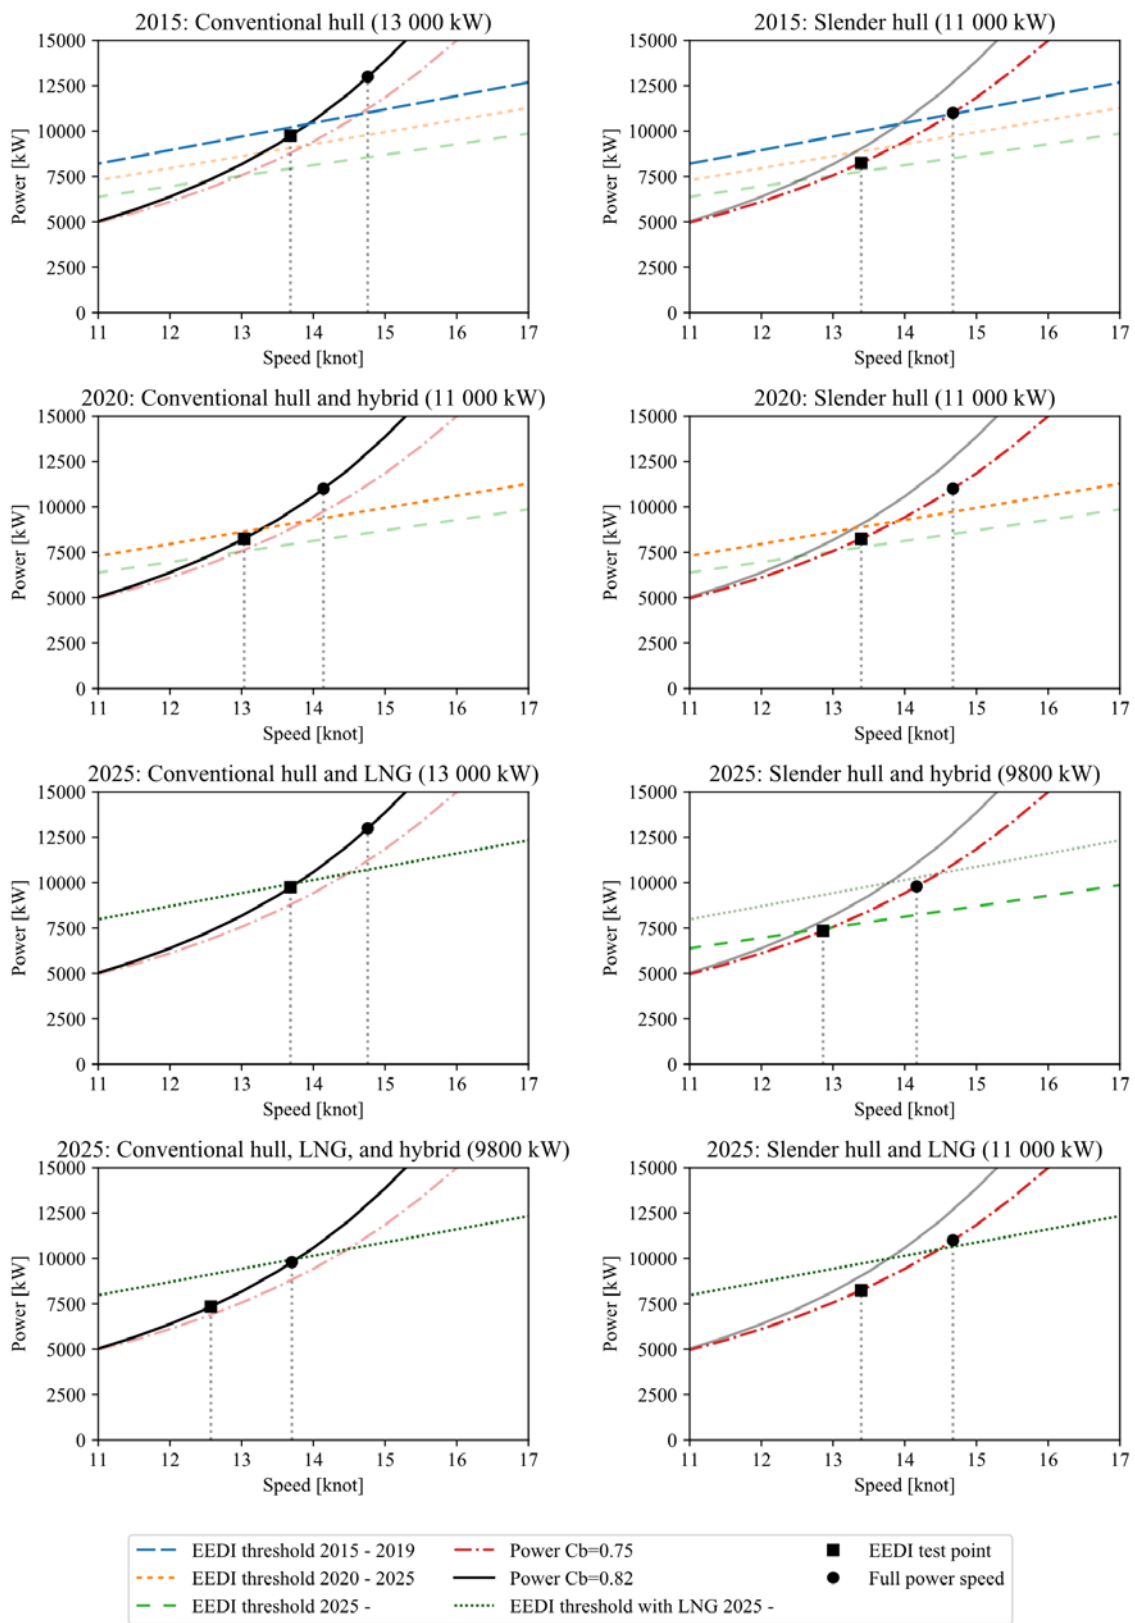 2015: Conventional hull (13 000 kW)
15000
12500
10000
7500
5000
2500
0
Power [kW]
11 12 13 14 15 16 17
Speed [knot]
2015: Slender hull (11 000 kW)
15000
12500
10000
7500
5000
2500
0
Power [kW]
11 12 13 14 15 16 17
Speed [knot]
2020: Conventional hull and hybrid (11 000 kW)
15000
12500
10000
7500
5000
2500
0
Power [kW]
11 12 13 14 15 16 17
Speed [knot]
2020: Slender hull (11 000 kW)
15000
12500
10000
7500
5000
2500
0
Power [kW]
11 12 13 14 15 16 17
Speed [knot]
2025: Conventional hull and LNG (13 000 kW)
15000
12500
10000
7500
5000
2500
0
Power [kW]
11 12 13 14 15 16 17
Speed [knot]
2025: Slender hull and hybrid (9800 kW)
15000
12500
10000
7500
5000
2500
0
Power [kW]
11 12 13 14 15 16 17
Speed [knot]
2025: Conventional hull, LNG, and hybrid (9800 kW)
15000
12500
10000
7500
5000
2500
0
Power [kW]
11 12 13 14 15 16 17
Speed [knot]
2025: Slender hull and LNG (11 000 kW)
15000
12500
10000
7500
5000
2500
0
Power [kW]
11 12 13 14 15 16 17
Speed [knot]
EEDI threshold 2015 - 2019
EEDI threshold 2020 - 2025
EEDI threshold 2025 -
Power Cb=0.75
Power Cb=0.82
EEDI threshold with LNG 2025 -
EEDI test point
Full power speed